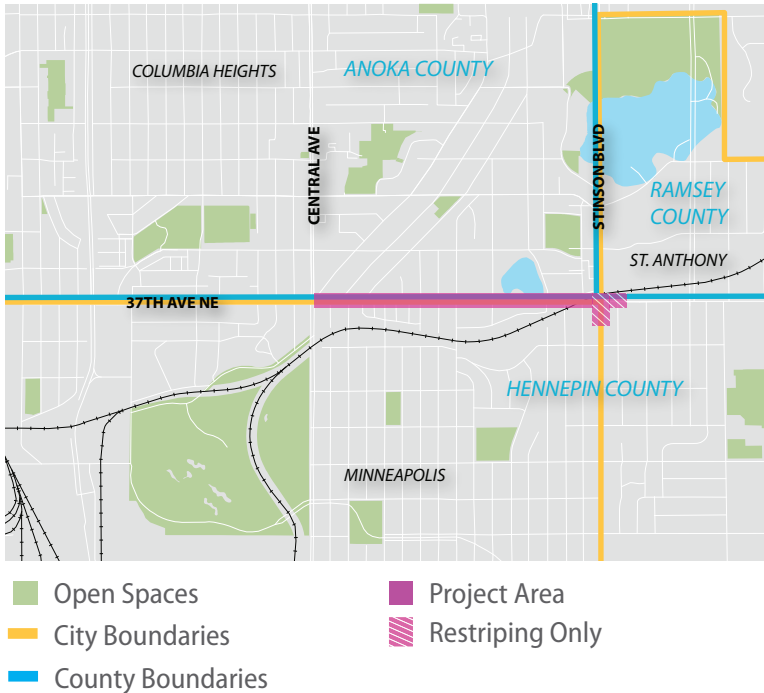 COLUMBIA HEIGHTS
ANOKA COUNTY
CENTRAL AVE
STINSON BLVD
RAMSEY
COUNTY
ST. ANTHONY
37TH AVE NE
HENNEPIN COUNTY
MINNEAPOLIS
Open Spaces
City Boundaries
County Boundaries
Project Area
Restriping Only